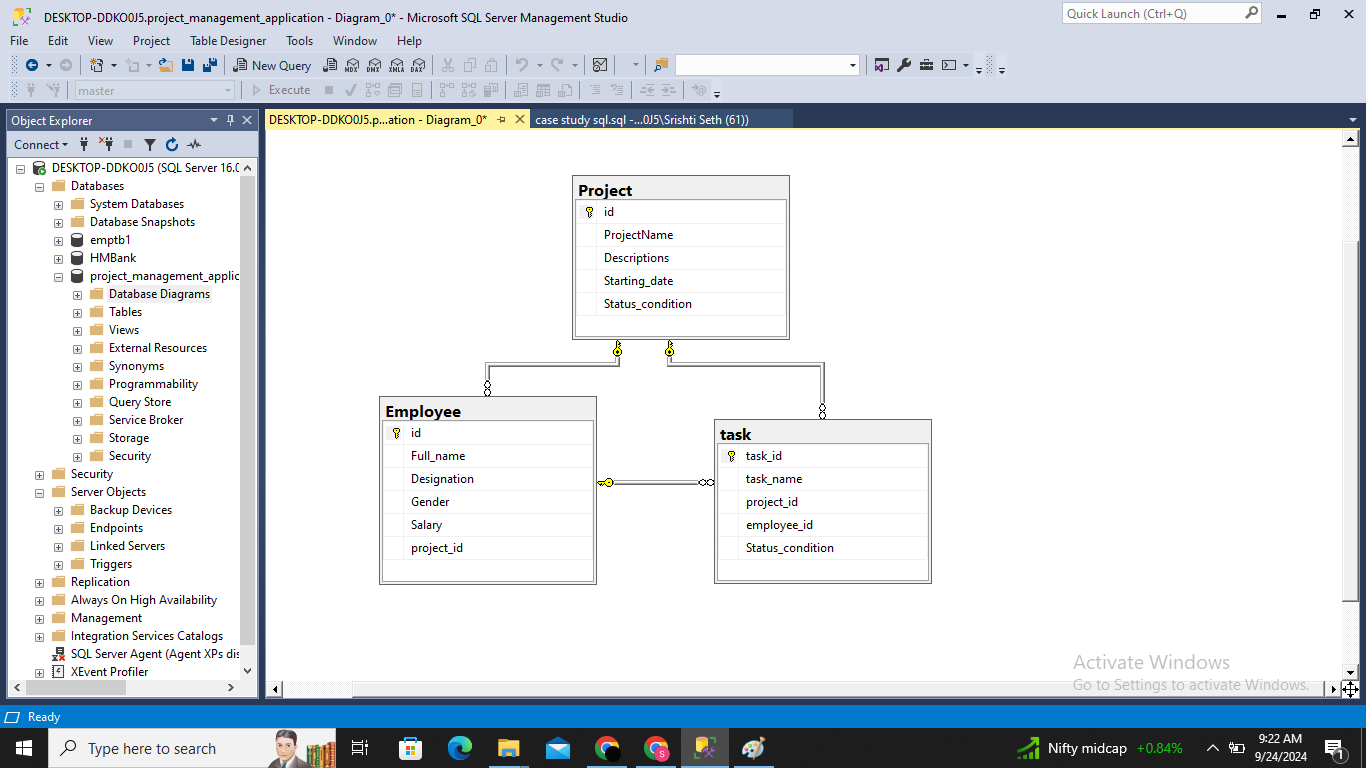 DESKTOP-DDKO0J5.project_management_application - Diagram_0* - Microsoft SQL Server Management Studio
Quick Launch (Ctrl+Q)
File Edit View Project Table Designer Tools Window Help
New Query MDX DMX XMLA DAX
master Execute
Object Explorer
DESKTOP-DDKO0J5.p...ation - Diagram_0* case study sql.sql -...0J5\Srishti Seth (61))
Connect
DESKTOP-DDKO0J5 (SQL Server 16.0
Databases
System Databases
Database Snapshots
emptb1
HMBank
project_management_applic
Database Diagrams
Tables
Views
External Resources
Synonyms
Programmability
Query Store
Service Broker
Storage
Security
Security
Server Objects
Backup Devices
Endpoints
Linked Servers
Triggers
Replication
Always On High Availability
Management
Integration Services Catalogs
SQL Server Agent (Agent XPs dis
XEvent Profiler
Project
id
ProjectName
Descriptions
Starting_date
Status_condition
Employee
id
Full_name
Designation
Gender
Salary
project_id
task
task_id
task_name
project_id
employee_id
Status_condition
Activate Windows
Go to Settings to activate Windows.
Ready
Type here to search
Nifty midcap +0.84%
9:22 AM
9/24/2024
1